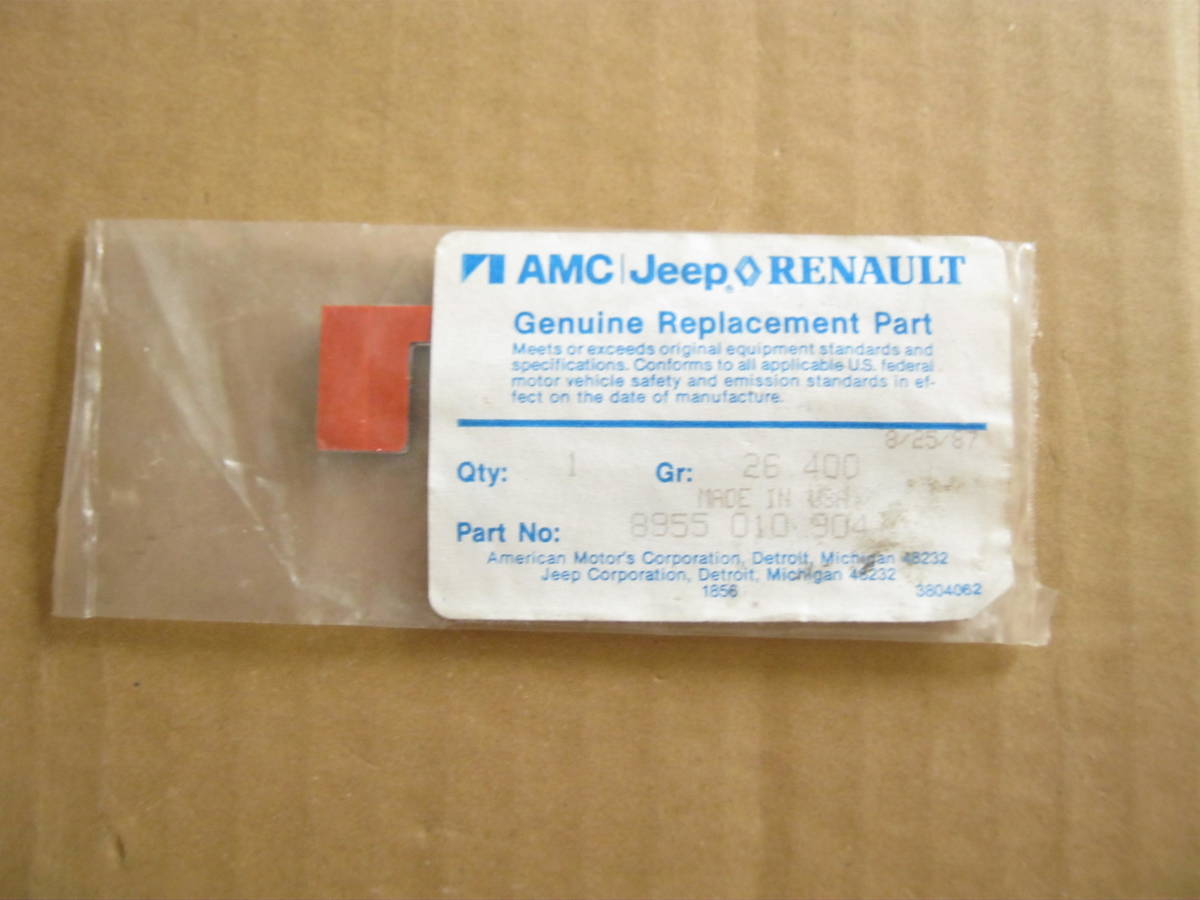 AMC | Jeep® RENAULT
Genuine Replacement Part
Meets or exceeds original equipment standards and
specifications. Conforms to all applicable U.S. federal
motor vehicle safety and emission standards in ef-
fect on the date of manufacture.
8/25/87
Qty: 1 Gr: 26 400
MADE IN USA
Part No: 8955 010 904
American Motor's Corporation, Detroit, Michigan 48232
Jeep Corporation, Detroit, Michigan 48232
1856 3804062